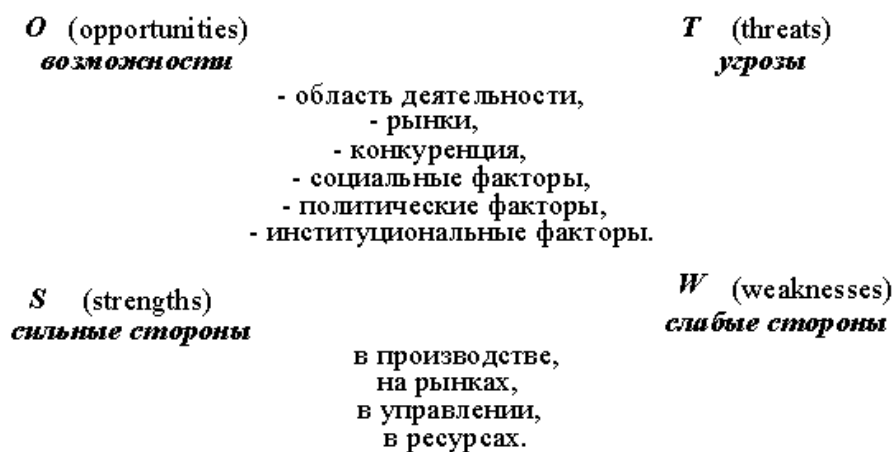 O (opportunities) T (threats)
возможности угрозы
- область деятельности,
- рынки,
- конкуренция,
- социальные факторы,
- политические факторы,
- институциональные факторы.
S (strengths) W (weaknesses)
сильные стороны слабые стороны
в производстве,
на рынках,
в управлении,
в ресурсах.